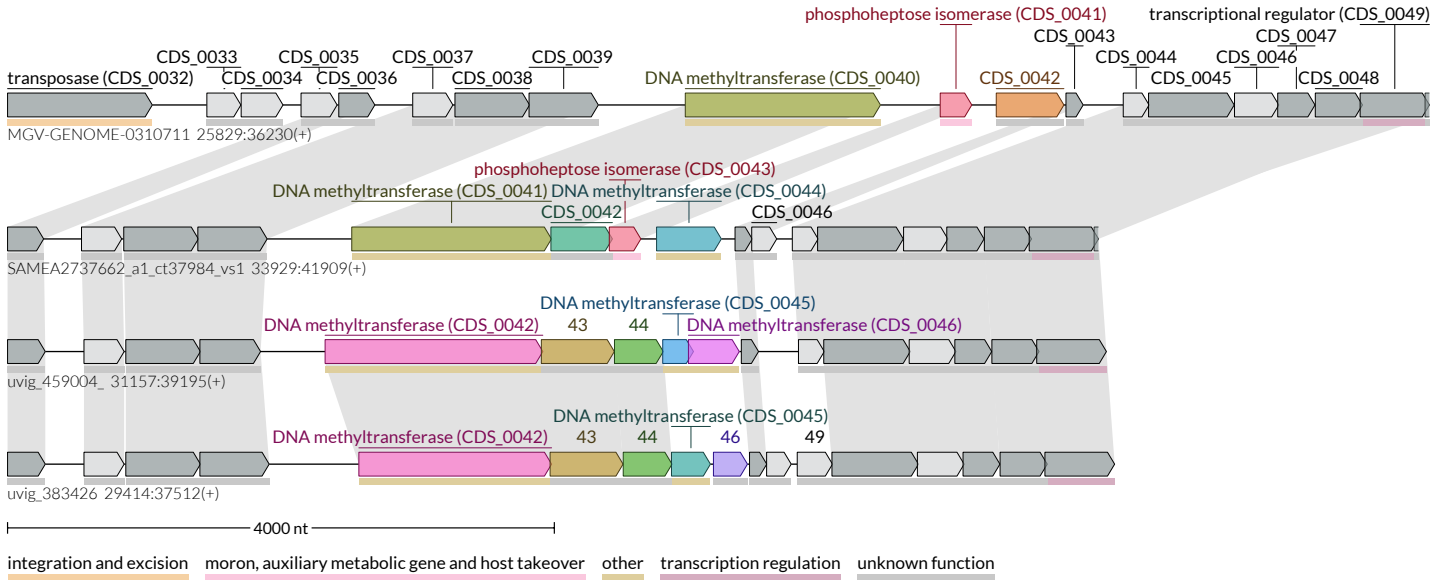 phosphoheptose isomerase (CDS_0041) transcriptional regulator (CDS_0049)
CDS_0043 CDS_0047
CDS_0033 CDS_0035 CDS_0037 CDS_0039 CDS_0044 CDS_0046
transposase (CDS_0032) CDS_0034 CDS_0036 CDS_0038 DNA methyltransferase (CDS_0040) CDS_0042 CDS_0045 CDS_0048
MGV-GENOME-0310711 25829:36230(+)
phosphoheptose isomerase (CDS_0043)
DNA methyltransferase (CDS_0041) DNA methyltransferase (CDS_0044)
CDS_0042 CDS_0046
SAMEA2737662_a1_ct37984_vs1 33929:41909(+)
DNA methyltransferase (CDS_0045)
DNA methyltransferase (CDS_0042) 43 44 DNA methyltransferase (CDS_0046)
uvig_459004_ 31157:39195(+)
DNA methyltransferase (CDS_0045)
DNA methyltransferase (CDS_0042) 43 44 46 49
uvig_383426 29414:37512(+)
4000 nt
integration and excision moron, auxiliary metabolic gene and host takeover other transcription regulation unknown function